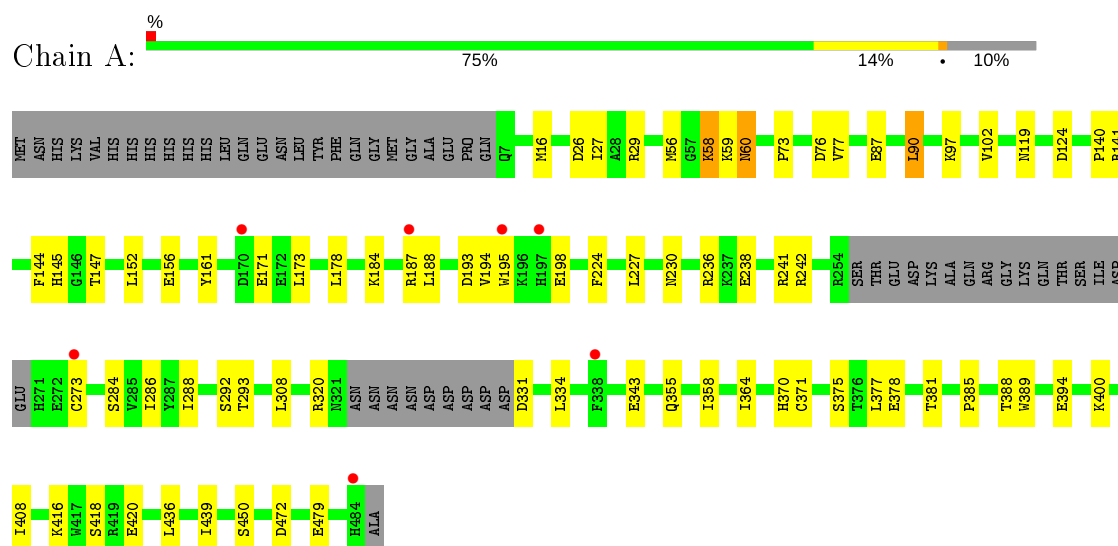 %
Chain A:
75% 14% • 10%
MET ASN HIS LYS VAL HIS HIS HIS HIS HIS HIS LEU GLN GLU ASN LEU TYR PHE GLN GLY MET GLY ALA GLU PRO GLN Q7 M16 D26 I27 A28 R29 M56 G57 K58 K59 N60 P73 D76 V77 E87 L90 K97 V102 N119 D124 P140 R141
F144 H145 G146 T147 L152 E156 Y161 D170 E171 E172 L173 L178 K184 R187 L188 D193 V194 W195 K196 H197 E198 F224 L227 N230 R236 K237 E238 R241 R242 R254 SER THR GLU ASP LYS ALA GLN ARG GLY LYS GLN THR SER ILE ASP
GLU H271 E272 C273 S284 V285 I286 Y287 I288 S292 T293 L308 R320 N321 ASN ASN ASN ASN ASP ASP ASP ASP VAL ASP D331 L334 F338 E343 Q355 I358 I364 H370 C371 S375 T376 L377 E378 T381 P385 T388 W389 E394 K400
I408 K416 W417 S418 R419 E420 L436 I439 S450 D472 E479 H484 ALA